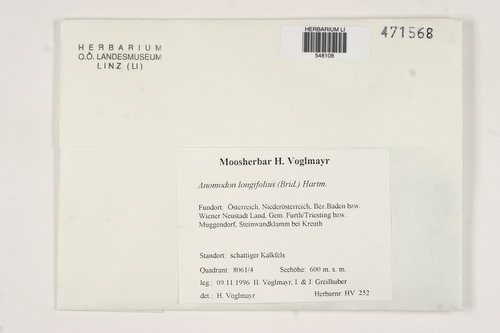 HERBARIUM
O.Ö. LANDESMUSEUM
LINZ (LI)
HERBARIUM LI
548108
471568
Moosherbar H. Voglmayr
Anomodon longifolius (Brid.) Hartm.
Fundort: Österreich, Niederösterreich, Bez.Baden bzw.
Wiener Neustadt Land, Gem. Furth/Triesting bzw.
Muggendorf, Steinwandklamm bei Kreuth
Standort: schattiger Kalkfels
Quadrant: 8061/4 Seehöhe: 600 m. s. m.
leg.: 09.11.1996 H. Voglmayr, I. & J. Greilhuber
det.: H. Voglmayr Herbarnr. HV 252